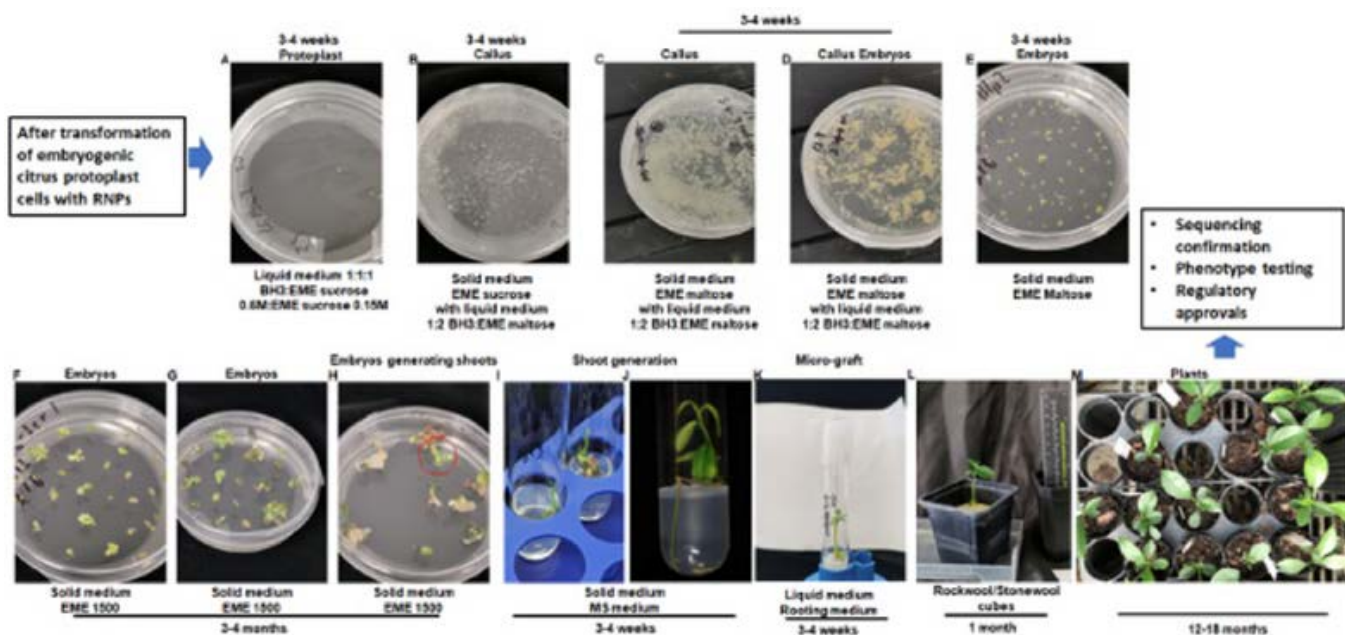 3-4 weeks
3-4 weeks
3-4 weeks
3-4 weeks
A Protoplast
B Callus
C Callus
D Callus Embryos
E Embryos
After transformation
of embryogenic
citrus protoplast
cells with RNPs
Liquid medium 1:1:1
BH3:EME sucrose
0.6M:EME sucrose 0.15M
Solid medium
EME sucrose
with liquid medium
1:2 BH3:EME maltose
Solid medium
EME maltose
with liquid medium
1:2 BH3:EME maltose
Solid medium
EME maltose
with liquid medium
1:2 BH3:EME maltose
Solid medium
EME Maltose
• Sequencing
confirmation
• Phenotype testing
• Regulatory
approvals
F Embryos
G Embryos
H Embryos generating shoots
I Shoot generation J
K Micro-graft
L
M Plants
Solid medium
EME 1500
Solid medium
EME 1500
Solid medium
EME 1500
Solid medium
MS medium
Liquid medium
Rooting medium
Rockwool/Stonewool
cubes
3-4 months
3-4 weeks
3-4 weeks
1 month
12-18 months